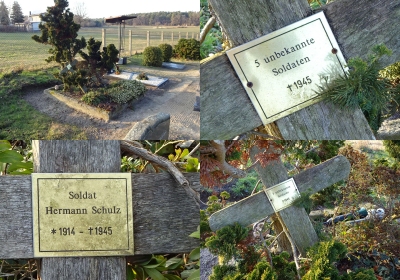 5 unbekannte
Soldaten
†1945
Soldat
Hermann Schulz
*1914 - †1945